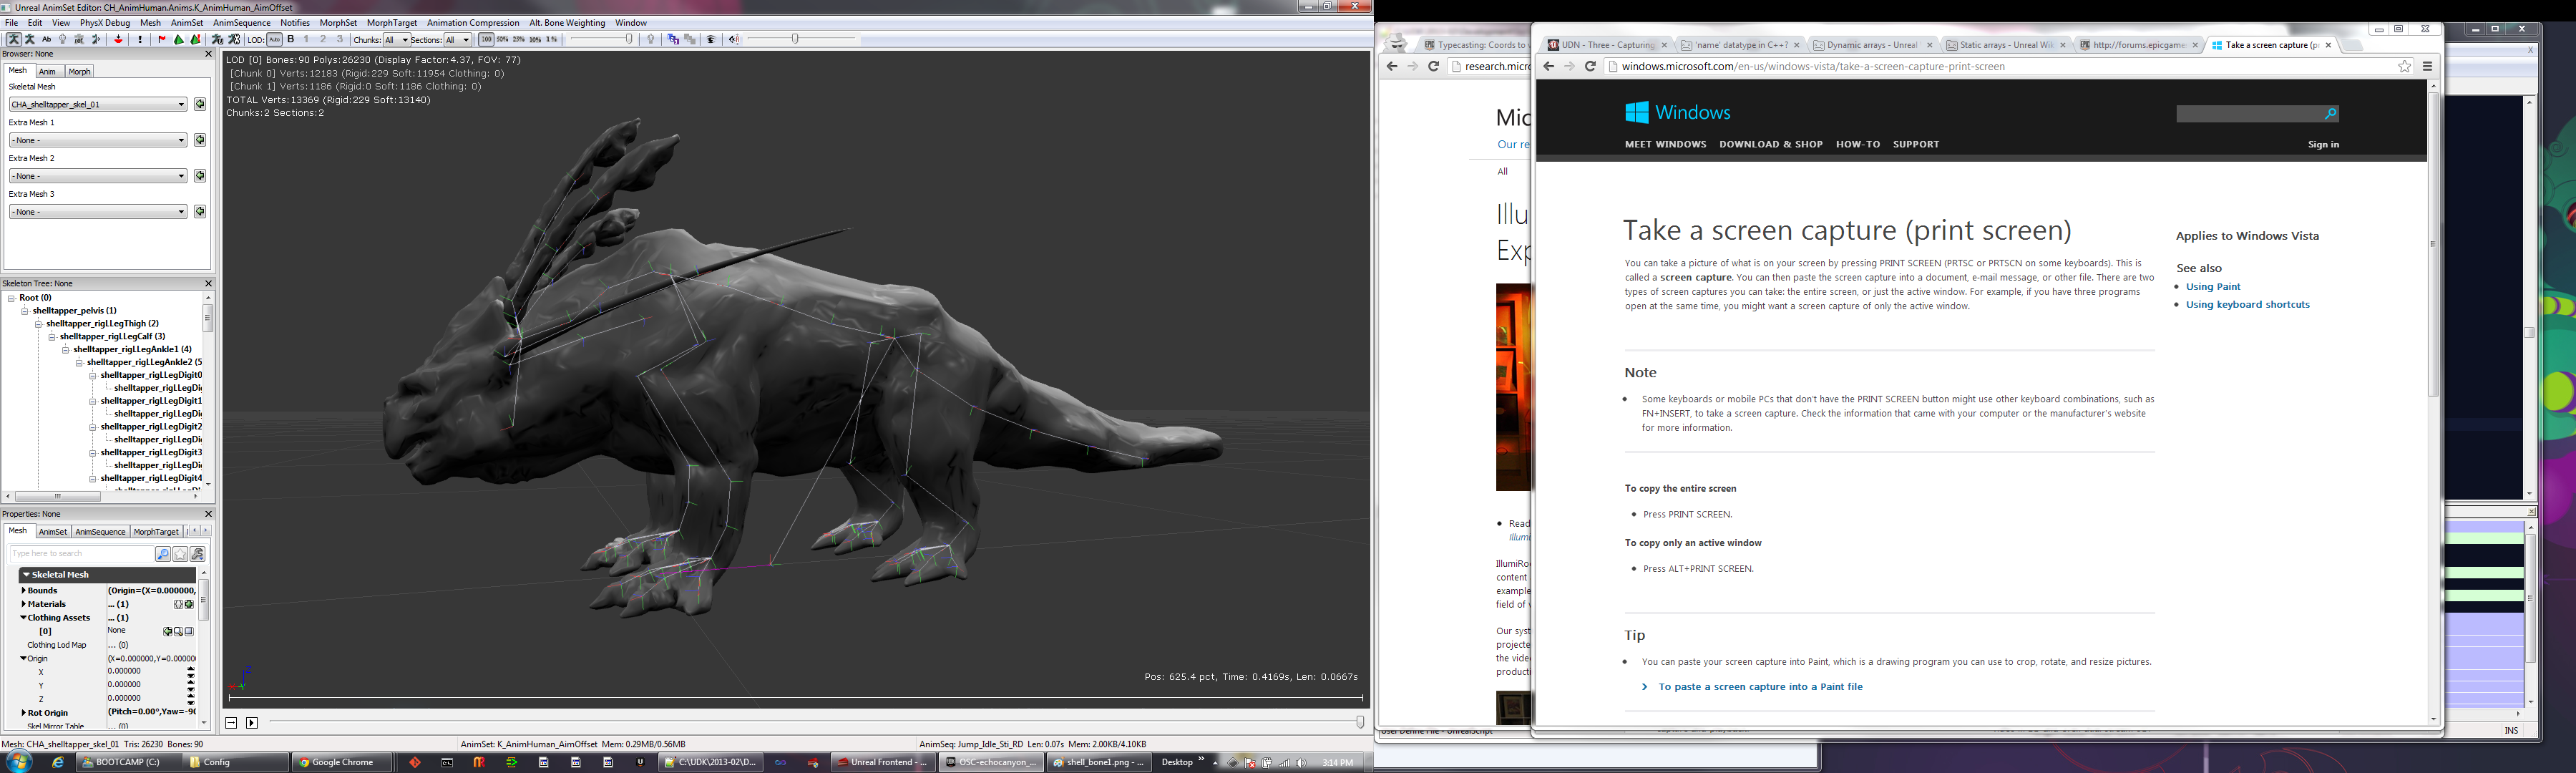 Unreal AnimSet Editor: CH_AnimHuman.Anims.K_AnimHuman_AimOffset
File Edit View PhysX Debug Mesh AnimSet AnimSequence Notifies MorphSet MorphTarget Animation Compression Alt. Bone Weighting Window
LOD: Auto B 1 2 3 Chunks: All Sections: All 100 50% 25% 10% 1%
Browser: None
Mesh Anim Morph
Skeletal Mesh
CHA_shelltapper_skel_01
Extra Mesh 1
- None -
Extra Mesh 2
- None -
Extra Mesh 3
- None -
Skeleton Tree: None
Root (0)
shelltapper_pelvis (1)
shelltapper_rigLLegThigh (2)
shelltapper_rigLLegCalf (3)
shelltapper_rigLLegAnkle1 (4)
shelltapper_rigLLegAnkle2 (5
shelltapper_rigLLegDigit0
shelltapper_rigLLegDi
shelltapper_rigLLegDigit1
shelltapper_rigLLegDi
shelltapper_rigLLegDigit2
shelltapper_rigLLegDi
shelltapper_rigLLegDigit3
shelltapper_rigLLegDi
shelltapper_rigLLegDigit4
Properties: None
Mesh AnimSet AnimSequence MorphTarget
Type here to search
Skeletal Mesh
Bounds (Origin=(X=0.000000,
Materials ... (1)
Clothing Assets ... (1)
[0] None
Clothing Lod Map ... (0)
Origin (X=0.000000,Y=0.00000
X 0.000000
Y 0.000000
Z 0.000000
Rot Origin (Pitch=0.00°,Yaw=-90
Skel Mirror Table ... (0)
LOD [0] Bones:90 Polys:26230 (Display Factor:4.37, FOV: 77)
[Chunk 0] Verts:12183 (Rigid:229 Soft:11954 Clothing: 0)
[Chunk 1] Verts:1186 (Rigid:0 Soft:1186 Clothing: 0)
TOTAL Verts:13369 (Rigid:229 Soft:13140)
Chunks:2 Sections:2
Pos: 625.4 pct, Time: 0.4169s, Len: 0.0667s
Mesh: CHA_shelltapper_skel_01 Tris: 26230 Bones: 90
AnimSet: K_AnimHuman_AimOffset Mem: 0.29MB/0.56MB
AnimSeq: Jump_Idle_Sti_RD Len: 0.07s Mem: 2.00KB/4.10KB
BOOTCAMP (C:) Config Google Chrome C:\UDK\2013-02\D... Unreal Frontend - ... OSC-echocanyon_... shell_bone1.png - ... Desktop 3:14 PM
Typecasting: Coords to v
research.micro
Mic
Our re
All
Illu
Exp
Read
Illumi
IllumiRoo
content
example
field of v
Our syst
projecte
the vide
producti
UDN - Three - Capturing
'name' datatype in C++?
Dynamic arrays - Unreal
Static arrays - Unreal Wik
http://forums.epicgame
Take a screen capture (pr
windows.microsoft.com/en-us/windows-vista/take-a-screen-capture-print-screen
Windows
MEET WINDOWS DOWNLOAD & SHOP HOW-TO SUPPORT
Sign in
Take a screen capture (print screen)
You can take a picture of what is on your screen by pressing PRINT SCREEN (PRTSC or PRTSCN on some keyboards). This is
called a screen capture. You can then paste the screen capture into a document, e-mail message, or other file. There are two
types of screen captures you can take: the entire screen, or just the active window. For example, if you have three programs
open at the same time, you might want a screen capture of only the active window.
Applies to Windows Vista
See also
Using Paint
Using keyboard shortcuts
Note
Some keyboards or mobile PCs that don't have the PRINT SCREEN button might use other keyboard combinations, such as
FN+INSERT, to take a screen capture. Check the information that came with your computer or the manufacturer's website
for more information.
To copy the entire screen
Press PRINT SCREEN.
To copy only an active window
Press ALT+PRINT SCREEN.
Tip
You can paste your screen capture into Paint, which is a drawing program you can use to crop, rotate, and resize pictures.
To paste a screen capture into a Paint file
INS